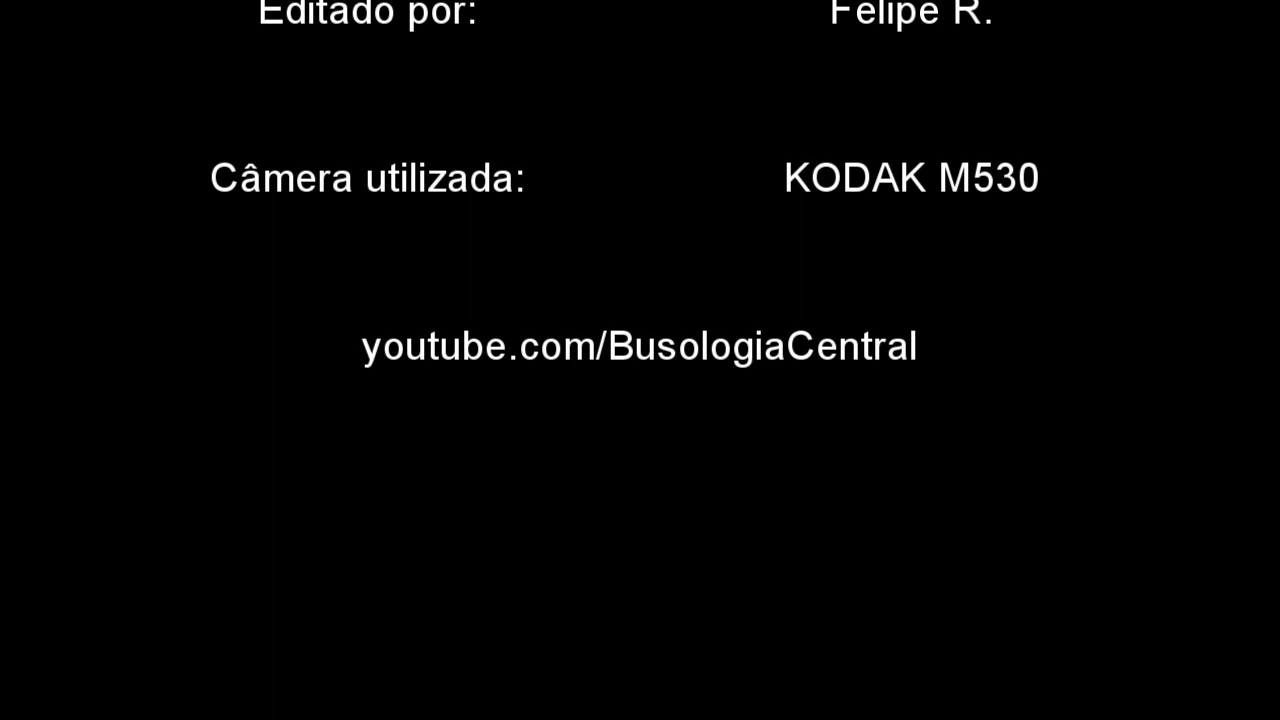 Editado por: Felipe R.
Câmera utilizada: KODAK M530
youtube.com/BusologiaCentral